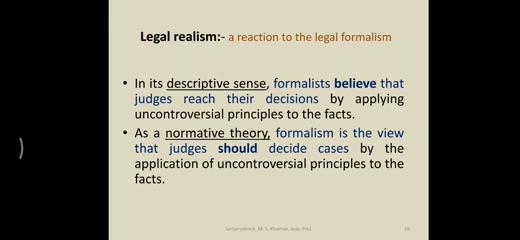 Legal realism:- a reaction to the legal formalism
• In its descriptive sense, formalists believe that
judges reach their decisions by applying
uncontroversial principles to the facts.
• As a normative theory, formalism is the view
that judges should decide cases by the
application of uncontroversial principles to the
facts.
Jurisprudence, M. S. Khairnar, Asst. Prof.